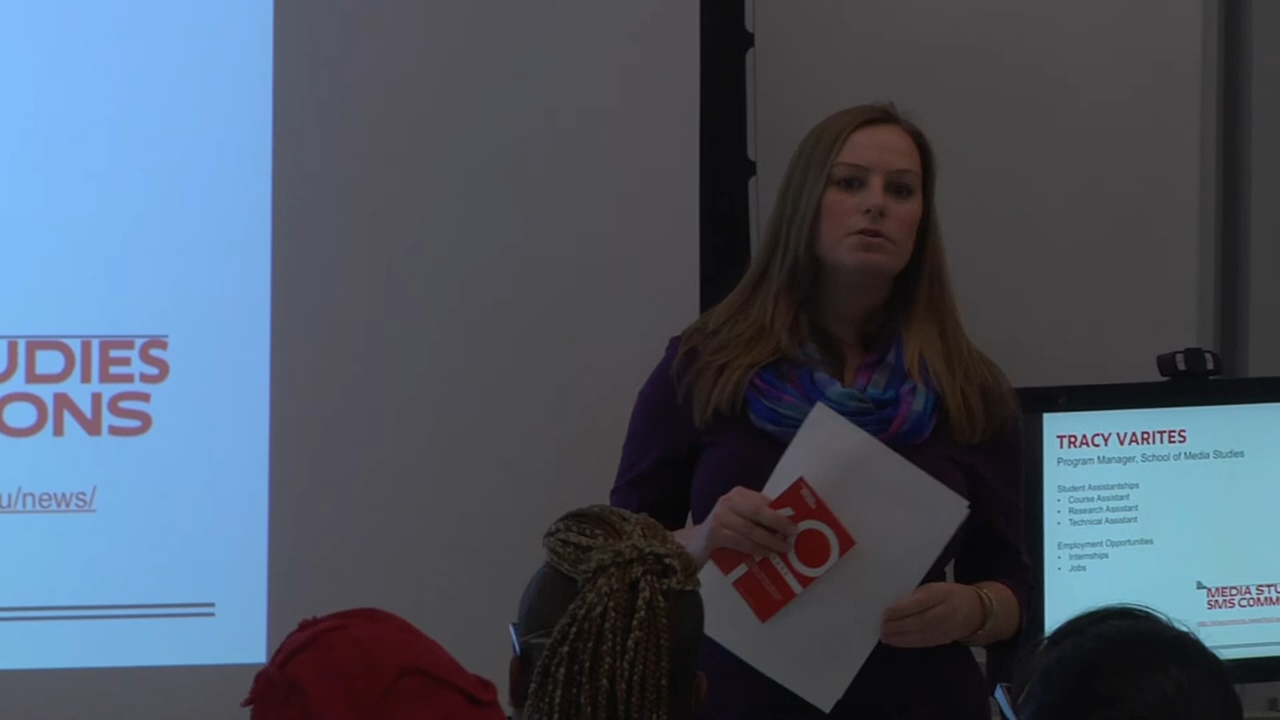 UDIES
ONS
u/news/
TRACY VARITES
Program Manager, School of Media Studies
Student Assistantships
• Course Assistant
• Research Assistant
• Technical Assistant
Employment Opportunities
• Internships
• Jobs
MEDIA STU
SMS COMM